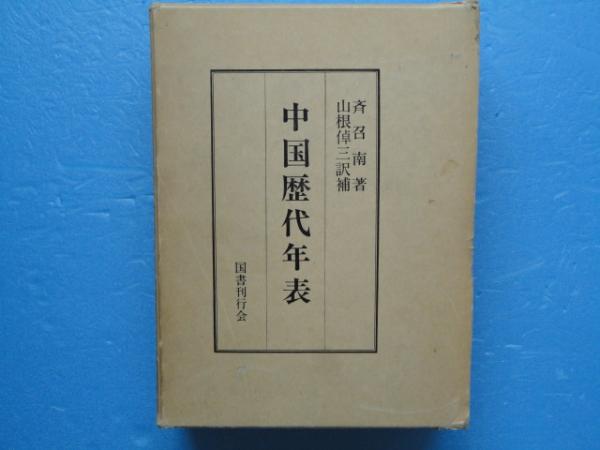 斉召南著
山根倬三訳補
中国歴代年表
国書刊行会